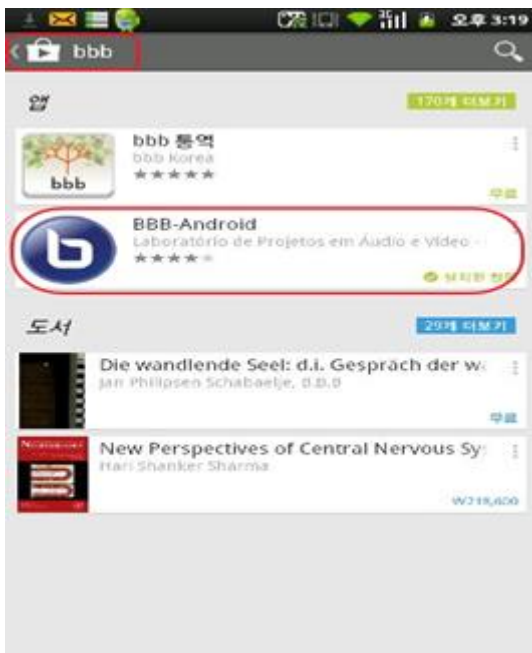 오후 3:19
bbb
앱
170개 더보기
bbb
bbb 통역
bbb Korea
무료
b
BBB-Android
Laboratório de Projetos em Áudio e Vídeo -
도서
29개 더보기
Die wandlende Seel: d.i. Gespräch der w
Jan Philipsen Schabaelje, B.B.B
무료
New Perspectives of Central Nervous Sy
Hari Shanker Sharma
₩218,600